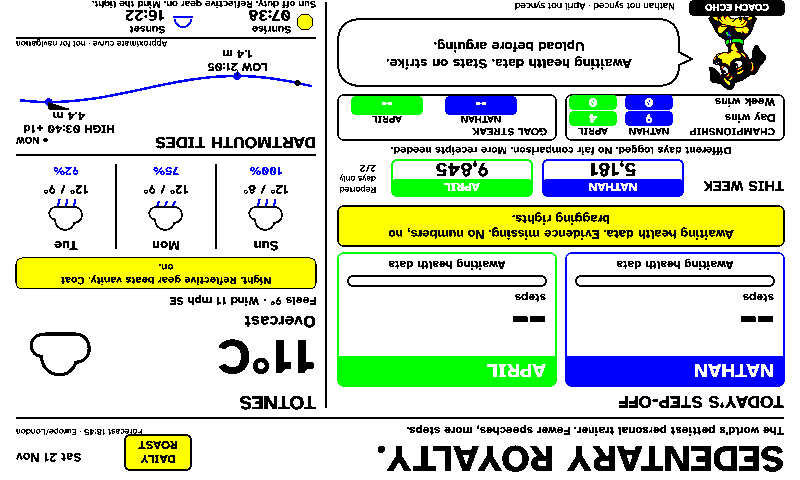 SEDENTARY ROYALTY.
The world's pettiest personal trainer. Fewer speeches, more steps.
DAILY
ROAST
Sat 21 Nov
Forecast 18:45 · Europe/London
TODAY'S STEP-OFF
NATHAN
---
steps
Awaiting health data
APRIL
---
steps
Awaiting health data
Awaiting health data. Evidence missing. No numbers, no
bragging rights.
THIS WEEK
NATHAN
5,181
APRIL
9,845
Reported
days only
2/2
Different days logged. No fair comparison. More receipts needed.
CHAMPIONSHIP
NATHAN
APRIL
Day wins
9
4
Week wins
0
0
GOAL STREAK
NATHAN
--
APRIL
--
COACH ECHO
Awaiting health data. Stats on strike.
Upload before arguing.
Nathan not synced · April not synced
TOTNES
11°C
Overcast
Feels 9° · Wind 11 mph SE
Night. Reflective gear beats vanity. Coat
on.
Sun
12° / 8°
100%
Mon
12° / 9°
75%
Tue
12° / 9°
92%
DARTMOUTH TIDES
• NOW
HIGH 03:40 +1d
4.4 m
LOW 21:05
1.4 m
Approximate curve · not for navigation
Sunrise
07:38
Sunset
16:22
Sun off duty. Reflective gear on. Mind the light.